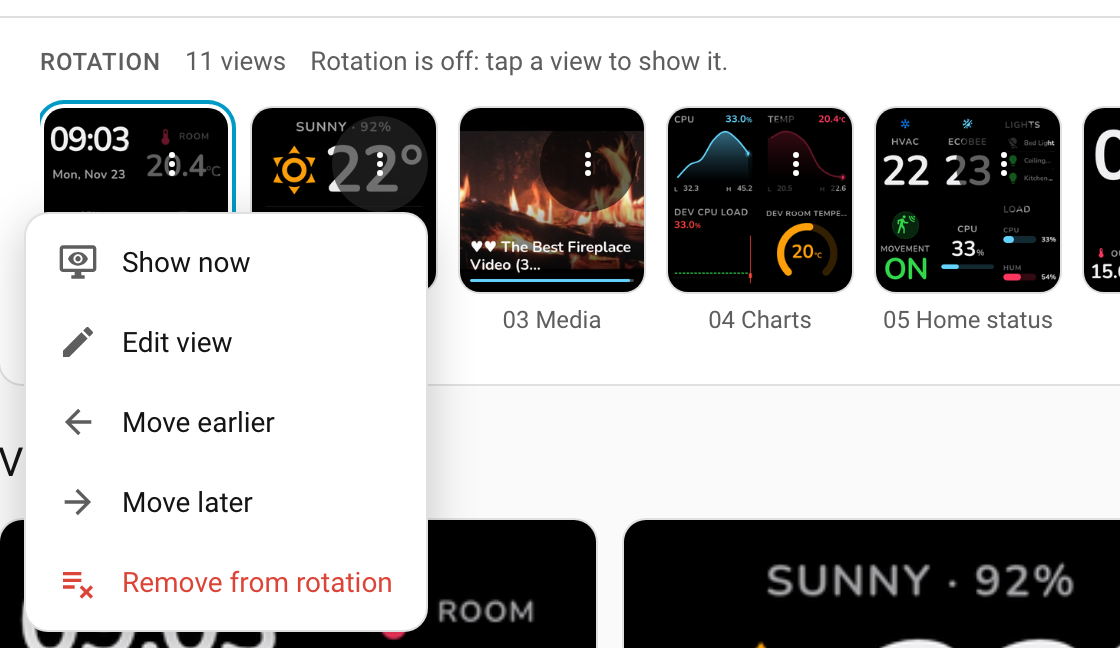 ROTATION 11 views Rotation is off: tap a view to show it.
09:03
ROOM
20.4°C
Mon, Nov 23
SUNNY · 92%
22°
♥♥ The Best Fireplace
Video (3...
03 Media
CPU 33.0% TEMP 20.4°C
L 32.3 H 45.2 L 20.5 H 22.6
DEV CPU LOAD DEV ROOM TEMPE...
33.0%
20°C
04 Charts
HVAC ECOBEE LIGHTS
22 23
Bed Light
Ceiling...
Kitchen...
LOAD
MOVEMENT
ON
CPU
33%
CPU 33%
HUM 54%
05 Home status
0
15.
Show now
Edit view
Move earlier
Move later
Remove from rotation
V
09:03
ROOM
SUNNY · 92%